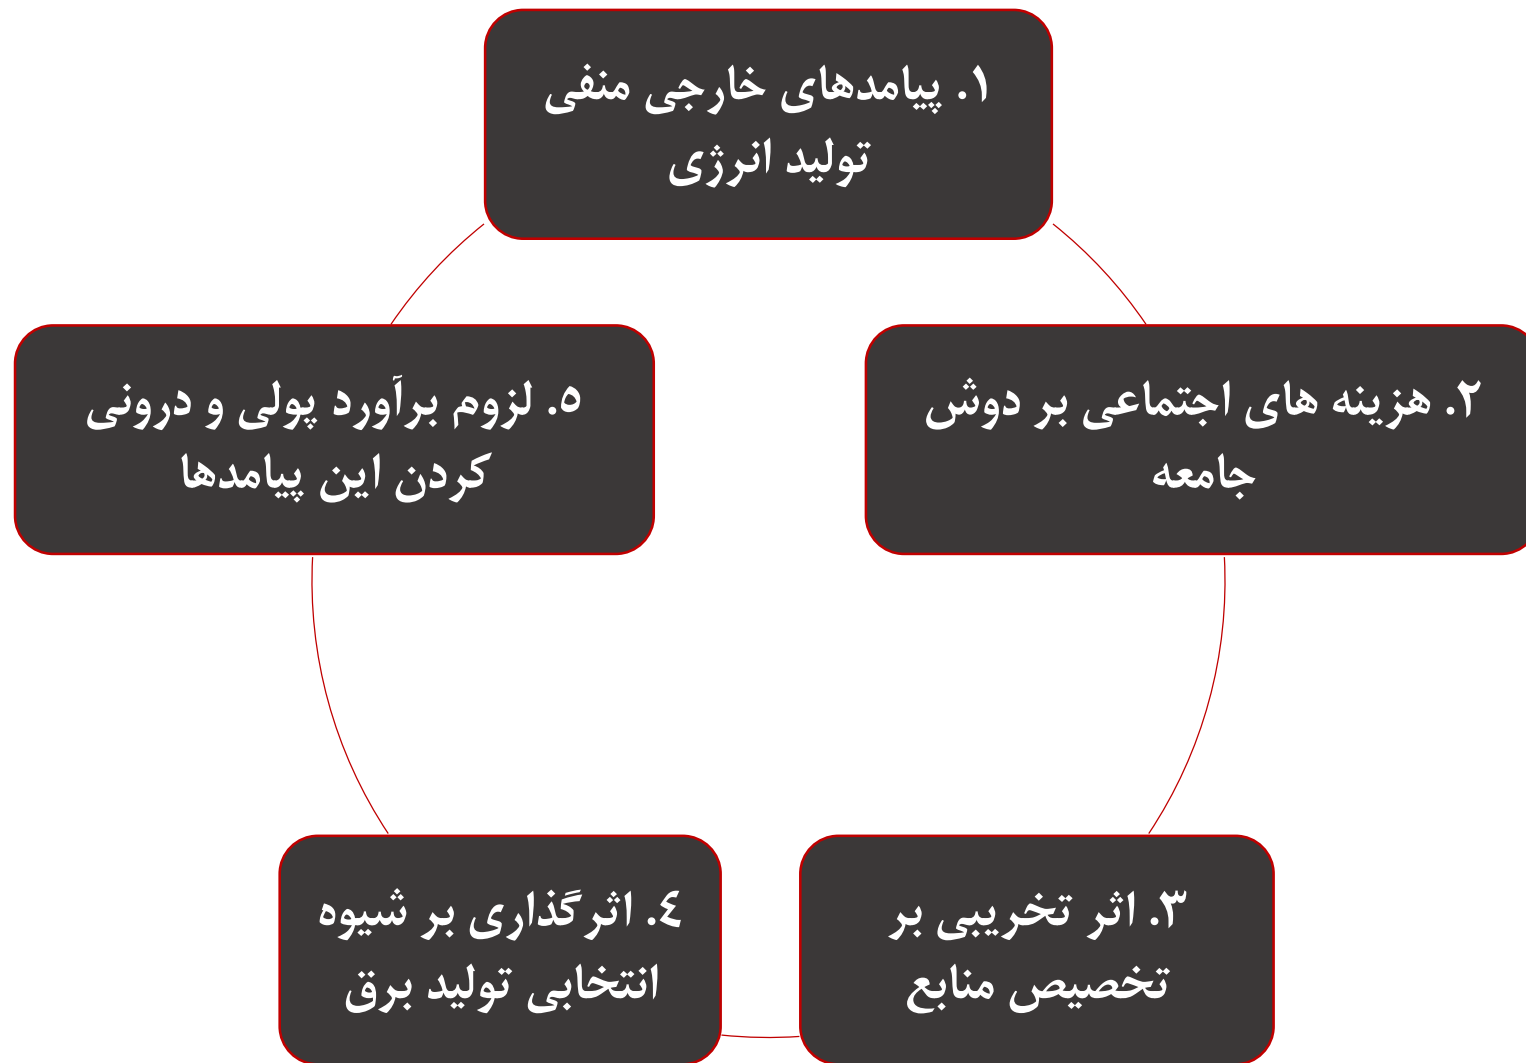 ۱. پیامدهای خارجی منفی
تولید انرژی
۲. هزینه های اجتماعی بر دوش
جامعه
۳. اثر تخریبی بر
تخصیص منابع
٤. اثرگذاری بر شیوه
انتخابی تولید برق
۵. لزوم برآورد پولی و درونی
کردن این پیامدها